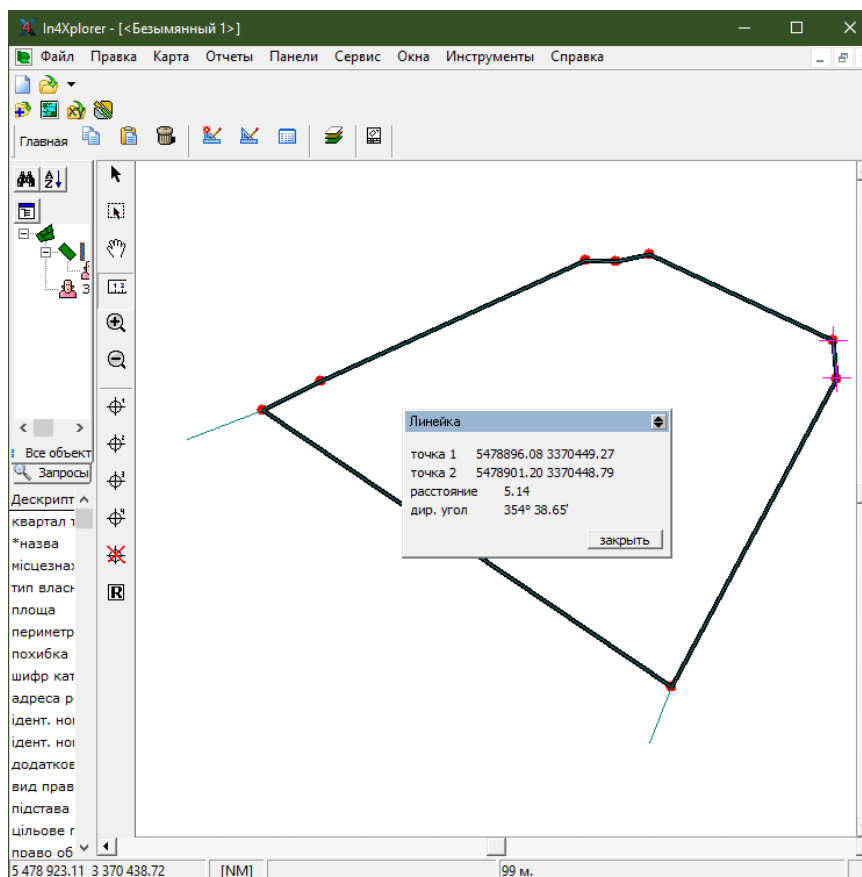 In4Xplorer - [<Безымянный 1>]
Файл Правка Карта Отчеты Панели Сервис Окна Инструменты Справка
Главная
3
Линейка
точка 1 5478896.08 3370449.27
точка 2 5478901.20 3370448.79
расстояние 5.14
дир. угол 354° 38.65'
закрыть
Все объект
Запросы
Дескрипт
квартал т
*назва
місцезнах
тип власн
площа
периметр
похибка
шифр кат
адреса р
ідент. но
ідент. но
додатков
вид прав
підстава
цільове г
право об
5 478 923.11 3 370 438.72 [NM] 99 м.